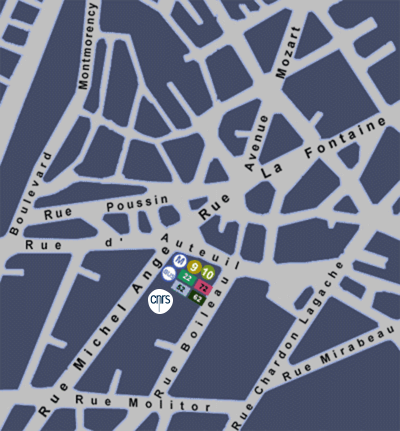 Montmorency
Boulevard
Mozart
Avenue
Rue La Fontaine
Rue Poussin
Rue d' Auteuil
M 9 10
22 72
52 62
cnrs
Rue Michel Ange
Rue Boileau
Rue Chardon Lagache
Rue Mirabeau
Rue Molitor